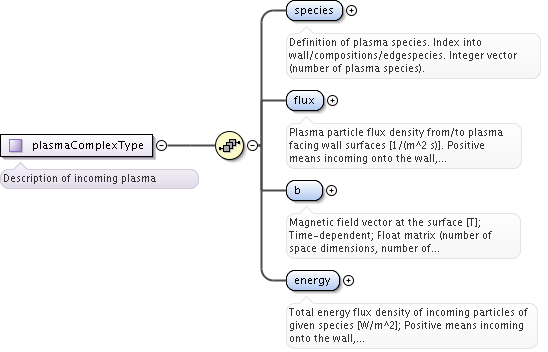 species
Definition of plasma species. Index into
wall/compositions/edgespecies. Integer vector
(number of plasma species).
flux
Plasma particle flux density from/to plasma
facing wall surfaces [1/(m^2 s)]. Positive
means incoming onto the wall,...
plasmaComplexType
Description of incoming plasma
b
Magnetic field vector at the surface [T];
Time-dependent; Float matrix (number of
space dimensions, number of...
energy
Total energy flux density of incoming particles of
given species [W/m^2]; Positive means incoming
onto the wall,...